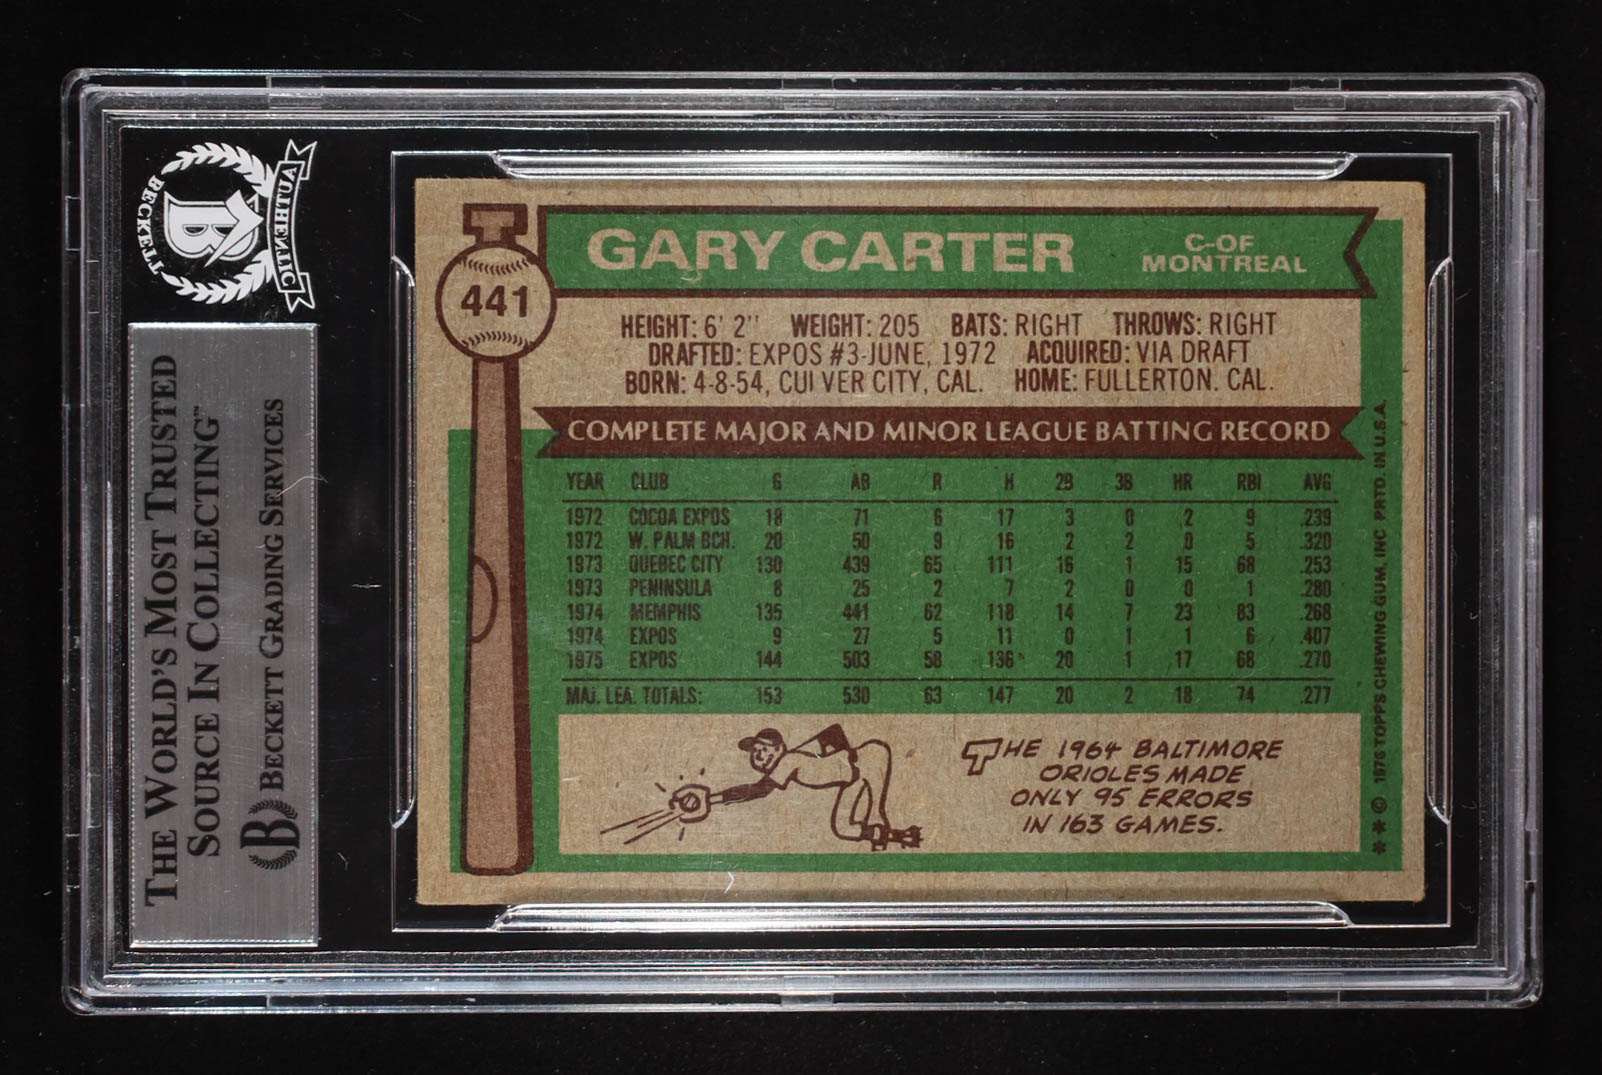 BECKETT
AUTHENTIC
B
THE WORLD'S MOST TRUSTED
SOURCE IN COLLECTING™
B BECKETT GRADING SERVICES
441
GARY CARTER
C-OF
MONTREAL
HEIGHT: 6' 2" WEIGHT: 205 BATS: RIGHT THROWS: RIGHT
DRAFTED: EXPOS #3-JUNE, 1972 ACQUIRED: VIA DRAFT
BORN: 4-8-54, CULVER CITY, CAL. HOME: FULLERTON. CAL.
COMPLETE MAJOR AND MINOR LEAGUE BATTING RECORD
YEAR CLUB G AB R H 2B 3B HR RBI AVG
1972 COCOA EXPOS 18 71 6 17 3 0 2 9 .239
1972 W. PALM BCH. 20 50 9 16 2 2 0 5 .320
1973 QUEBEC CITY 130 439 65 111 16 1 15 68 .253
1973 PENINSULA 8 25 2 7 2 0 0 1 .280
1974 MEMPHIS 135 441 62 118 14 7 23 83 .268
1974 EXPOS 9 27 5 11 0 1 1 6 .407
1975 EXPOS 144 503 58 136 20 1 17 68 .270
MAJ. LEA. TOTALS: 153 530 63 147 20 2 18 74 .277
THE 1964 BALTIMORE
ORIOLES MADE
ONLY 95 ERRORS
IN 163 GAMES.
** © 1976 TOPPS CHEWING GUM, INC PRTD. IN U.S.A.